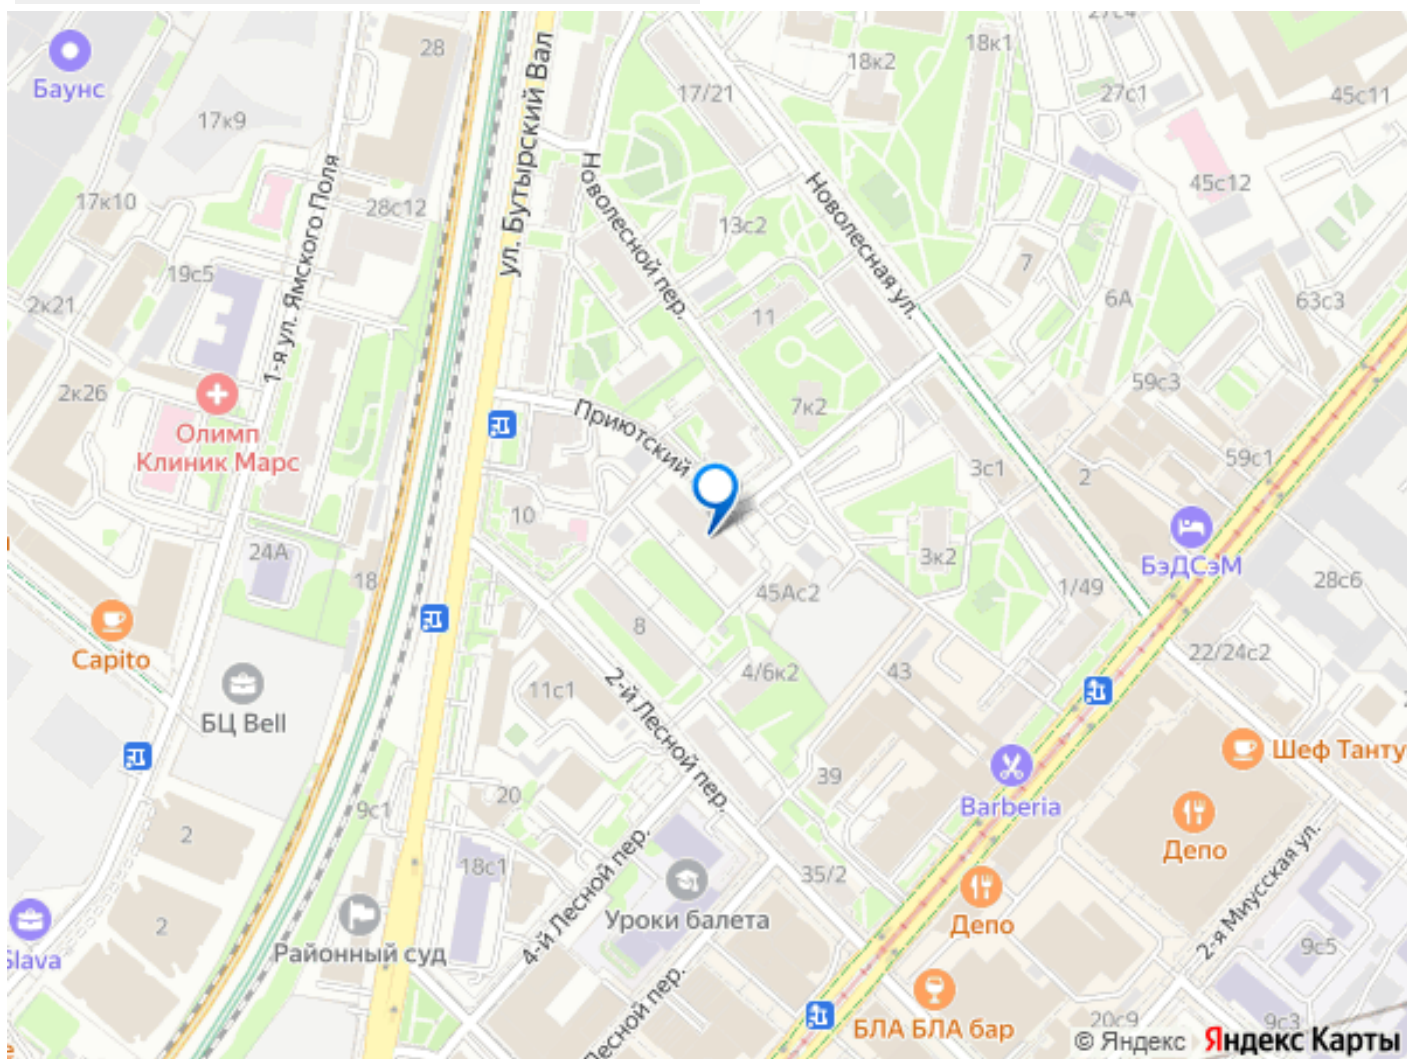 27с4
28
18к1
18к2
Баунс
17/21
27с1
45с11
17к9
ул. Бутырский Вал
1-я ул. Ямского Поля
Новолесной пер.
Новолесная ул.
45с12
17к10
28с12
13с2
7
19с5
2к21
11
6А
63с3
2к26
59с3
7к2
Приютский
Олимп
Клиник Марс
3с1
2
59с1
10
24А
18
3к2
БэДСэМ
1/49
28с6
45Ас2
8
Capito
22/24с2
4/6к2
43
11с1
2-й Лесной пер.
БЦ Bell
Шеф Танту
39
Barberia
20
9с1
2
Депо
18с1
35/2
4-й Лесной пер.
Уроки балета
2-я Миусская ул.
2
Депо
Районный суд
Slava
9с5
Лесной пер.
БЛА БЛА бар
20с9
9с3
© Яндекс Яндекс Карты